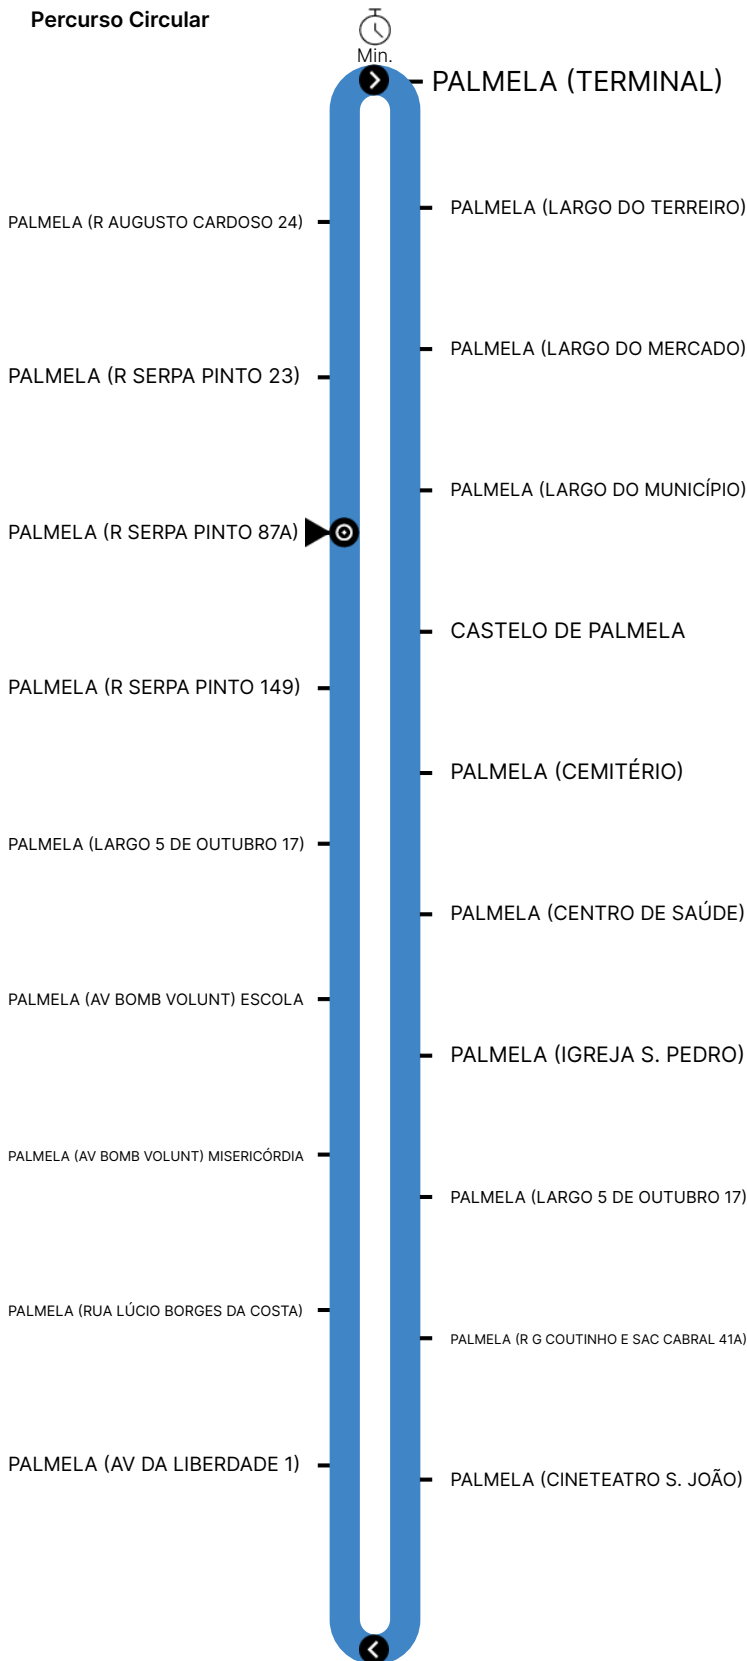 Percurso Circular
Min.
PALMELA (TERMINAL)
PALMELA (LARGO DO TERREIRO)
PALMELA (LARGO DO MERCADO)
PALMELA (LARGO DO MUNICÍPIO)
CASTELO DE PALMELA
PALMELA (CEMITÉRIO)
PALMELA (CENTRO DE SAÚDE)
PALMELA (IGREJA S. PEDRO)
PALMELA (LARGO 5 DE OUTUBRO 17)
PALMELA (R G COUTINHO E SAC CABRAL 41A)
PALMELA (CINETEATRO S. JOÃO)
PALMELA (R AUGUSTO CARDOSO 24)
PALMELA (R SERPA PINTO 23)
PALMELA (R SERPA PINTO 87A)
PALMELA (R SERPA PINTO 149)
PALMELA (LARGO 5 DE OUTUBRO 17)
PALMELA (AV BOMB VOLUNT) ESCOLA
PALMELA (AV BOMB VOLUNT) MISERICÓRDIA
PALMELA (RUA LÚCIO BORGES DA COSTA)
PALMELA (AV DA LIBERDADE 1)